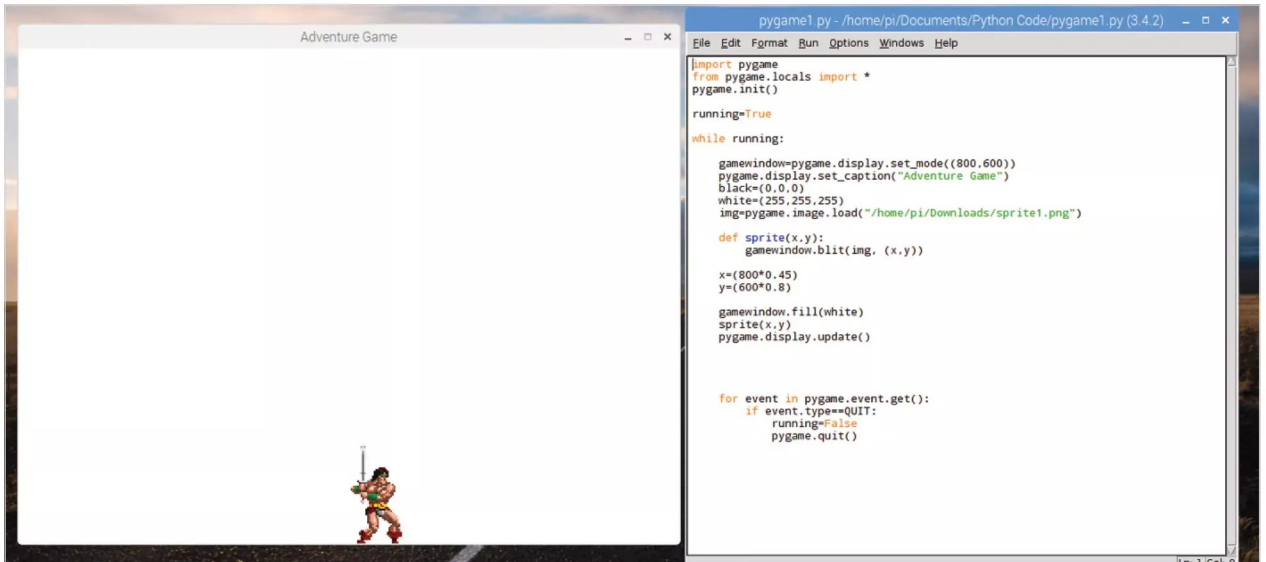 Adventure Game
pygame1.py - /home/pi/Documents/Python Code/pygame1.py (3.4.2)
File Edit Format Run Options Windows Help
import pygame
from pygame.locals import *
pygame.init()
running=True
while running:
gamewindow=pygame.display.set_mode((800,600))
pygame.display.set_caption("Adventure Game")
black=(0,0,0)
white=(255,255,255)
img=pygame.image.load("/home/pi/Downloads/sprite1.png")
def sprite(x,y):
gamewindow.blit(img, (x,y))
x=(800*0.45)
y=(600*0.8)
gamewindow.fill(white)
sprite(x,y)
pygame.display.update()
for event in pygame.event.get():
if event.type==QUIT:
running=False
pygame.quit()